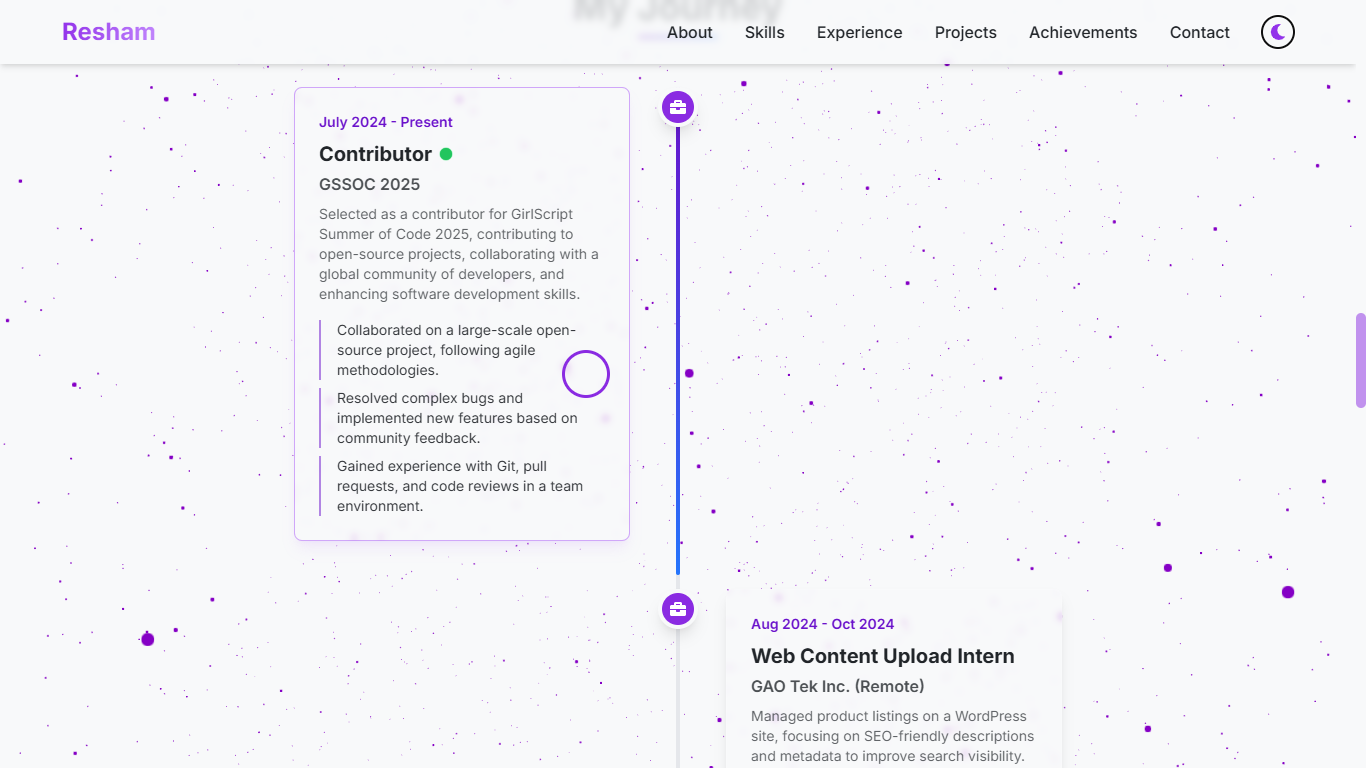 My Journey
Resham
About
Skills
Experience
Projects
Achievements
Contact
July 2024 - Present
Contributor
GSSOC 2025
Selected as a contributor for GirlScript
Summer of Code 2025, contributing to
open-source projects, collaborating with a
global community of developers, and
enhancing software development skills.
Collaborated on a large-scale open-
source project, following agile
methodologies.
Resolved complex bugs and
implemented new features based on
community feedback.
Gained experience with Git, pull
requests, and code reviews in a team
environment.
Aug 2024 - Oct 2024
Web Content Upload Intern
GAO Tek Inc. (Remote)
Managed product listings on a WordPress
site, focusing on SEO-friendly descriptions
and metadata to improve search visibility.